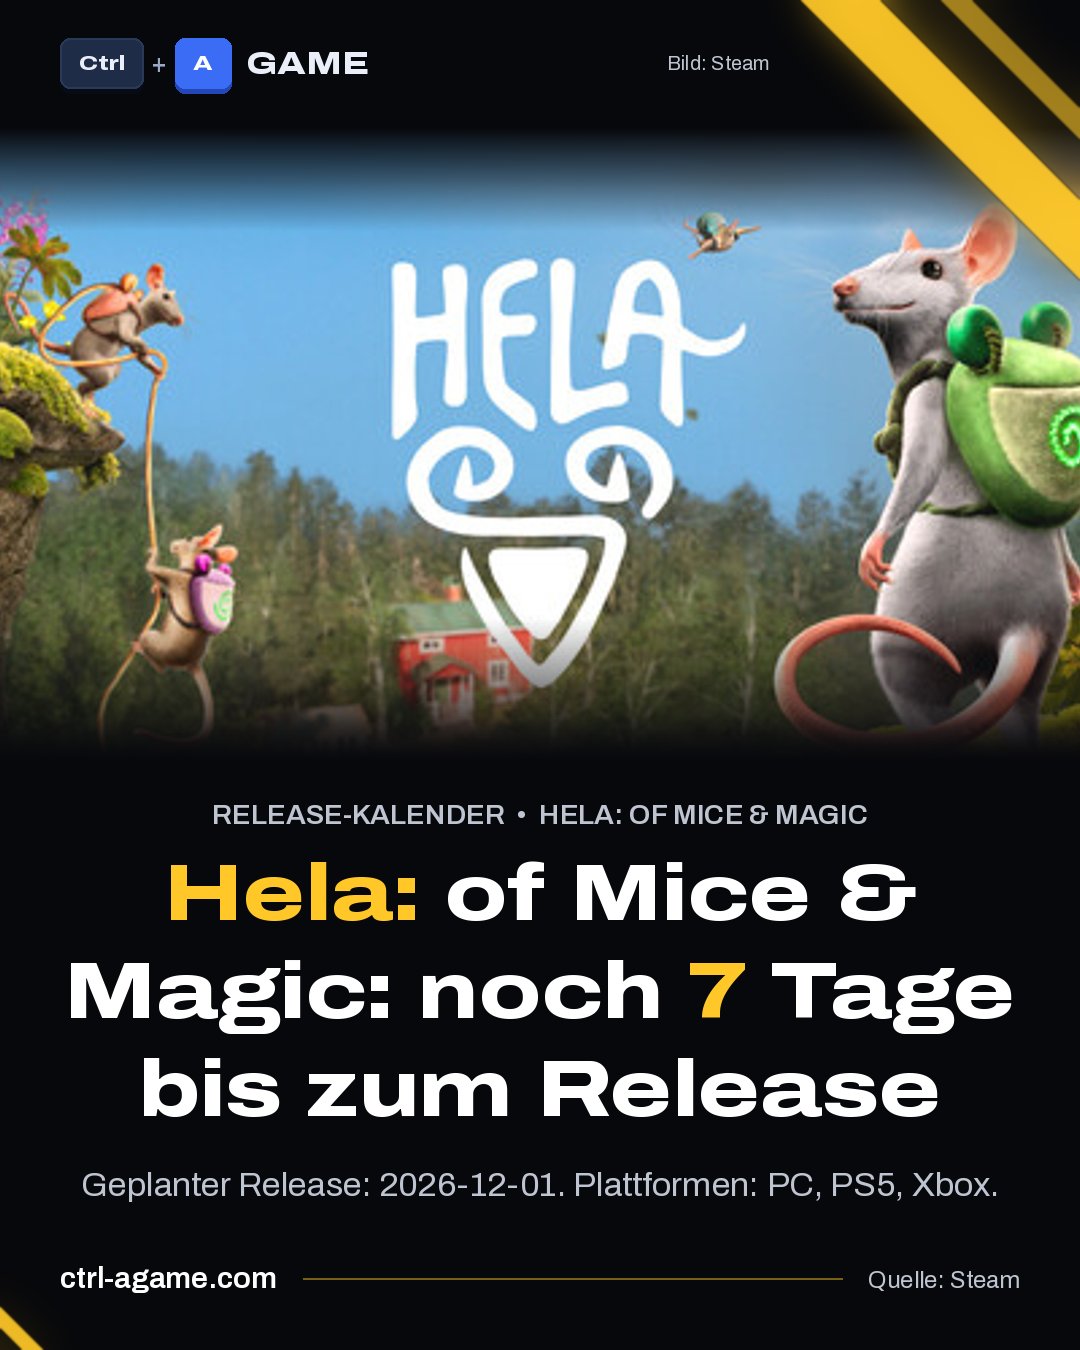 Ctrl + A GAME
Bild: Steam
HELA
RELEASE-KALENDER • HELA: OF MICE & MAGIC
Hela: of Mice &
Magic: noch 7 Tage
bis zum Release
Geplanter Release: 2026-12-01. Plattformen: PC, PS5, Xbox.
ctrl-agame.com
Quelle: Steam